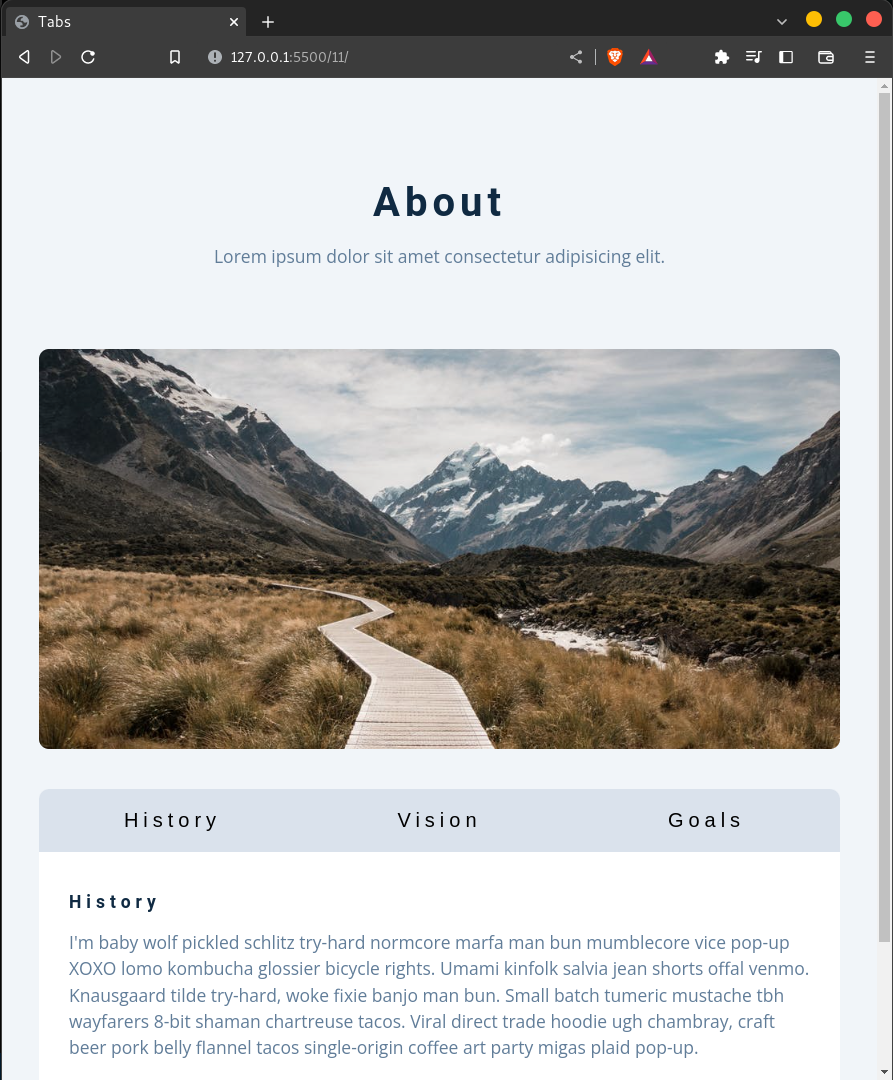 Tabs
127.0.0.1:5500/11/
About
Lorem ipsum dolor sit amet consectetur adipisicing elit.
History Vision Goals
History
I'm baby wolf pickled schlitz try-hard normcore marfa man bun mumblecore vice pop-up
XOXO lomo kombucha glossier bicycle rights. Umami kinfolk salvia jean shorts offal venmo.
Knausgaard tilde try-hard, woke fixie banjo man bun. Small batch tumeric mustache tbh
wayfarers 8-bit shaman chartreuse tacos. Viral direct trade hoodie ugh chambray, craft
beer pork belly flannel tacos single-origin coffee art party migas plaid pop-up.